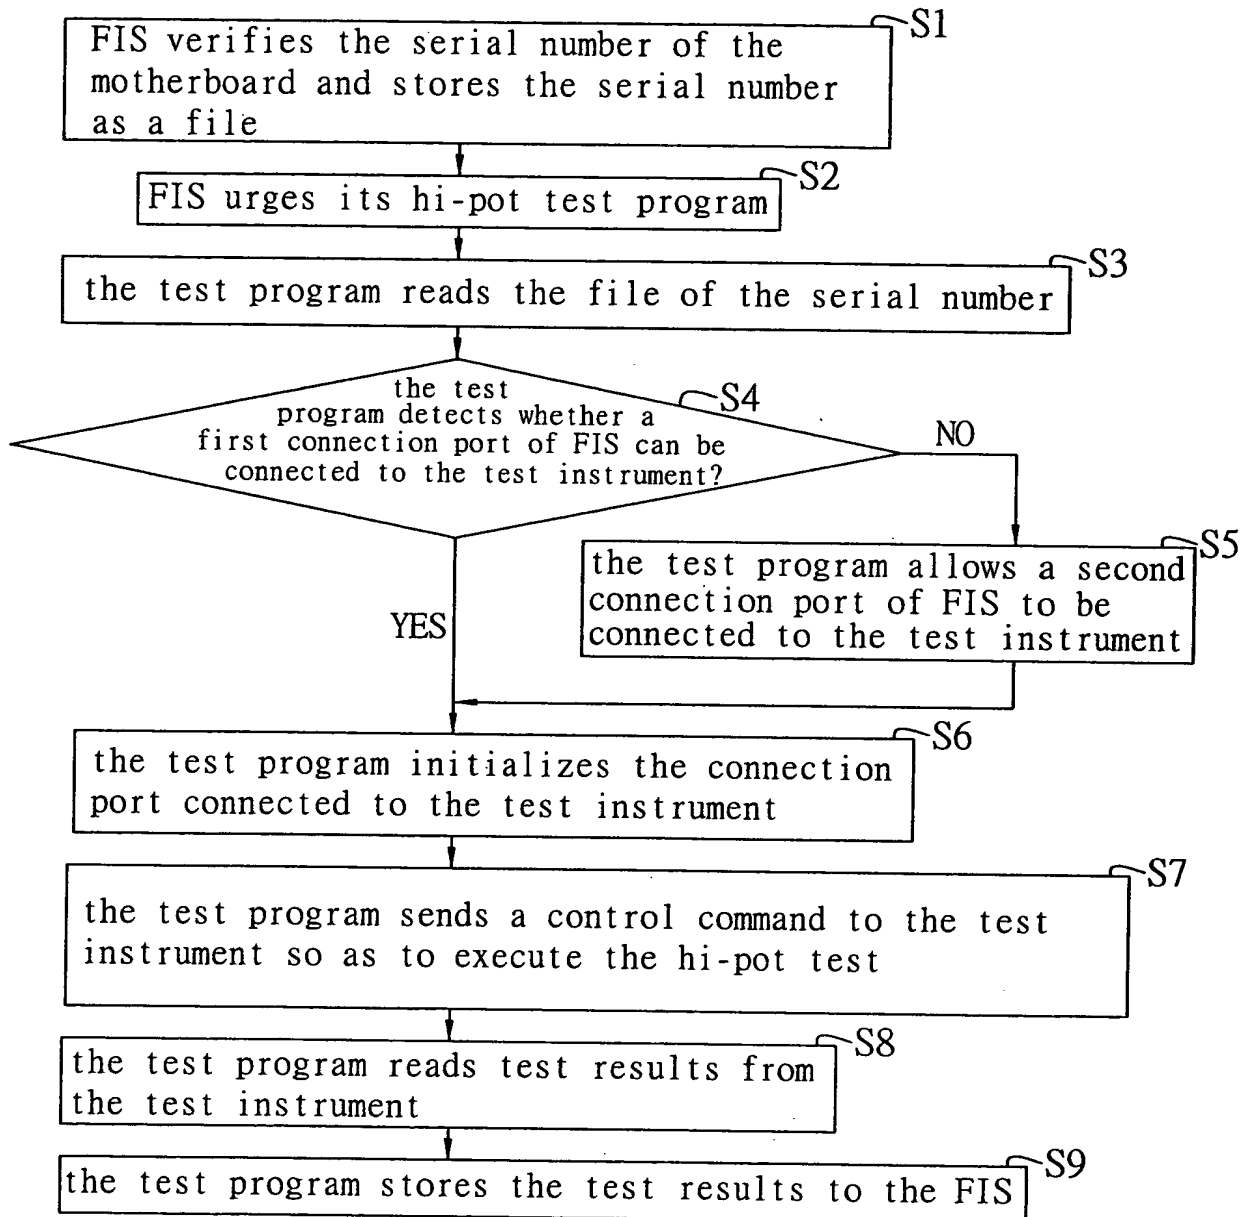 S1
FIS verifies the serial number of the
motherboard and stores the serial number
as a file
S2
FIS urges its hi-pot test program
S3
the test program reads the file of the serial number
S4
the test
program detects whether a
first connection port of FIS can be
connected to the test instrument?
NO
S5
the test program allows a second
connection port of FIS to be
connected to the test instrument
YES
S6
the test program initializes the connection
port connected to the test instrument
S7
the test program sends a control command to the test
instrument so as to execute the hi-pot test
S8
the test program reads test results from
the test instrument
S9
the test program stores the test results to the FIS